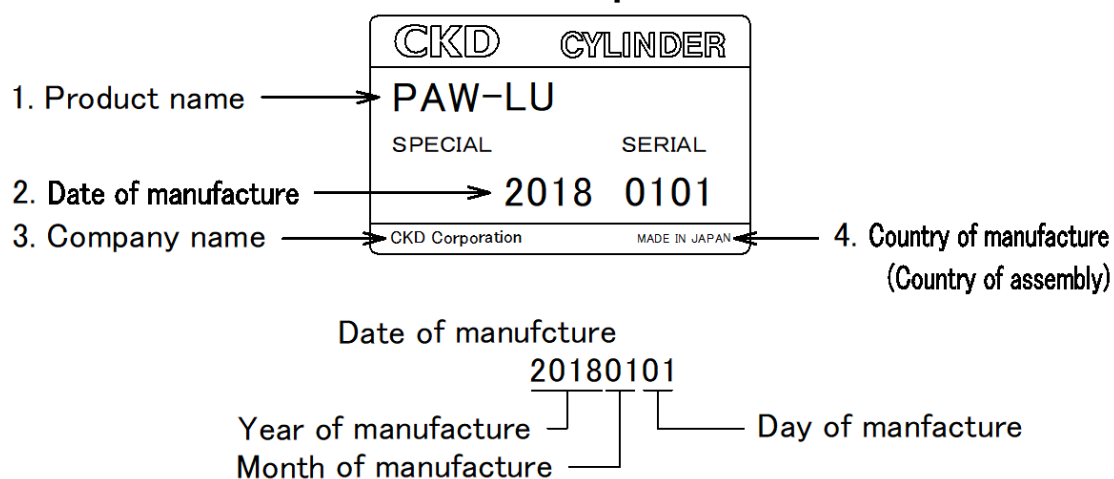 CKD CYLINDER
1. Product name PAW-LU
SPECIAL SERIAL
2. Date of manufacture 2018 0101
3. Company name CKD Corporation MADE IN JAPAN 4. Country of manufacture
(Country of assembly)
Date of manufcture
20180101
Year of manufacture Day of manfacture
Month of manufacture